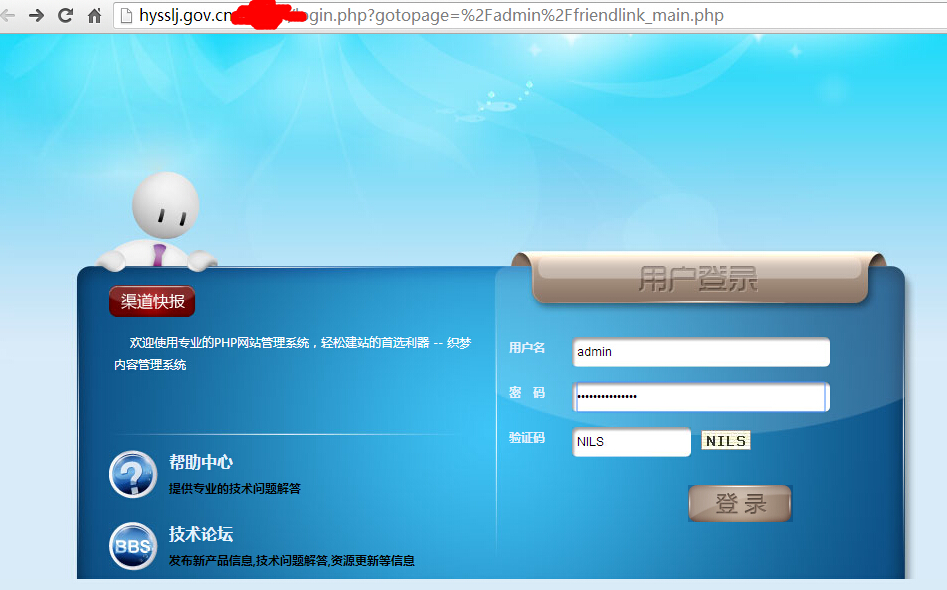 hysslj.gov.cn login.php?gotopage=%2Fadmin%2Ffriendlink_main.php
用户登录
渠道快报
欢迎使用专业的PHP网站管理系统，轻松建站的首选利器 -- 织梦
内容管理系统
用户名 admin
密 码 •••••••••••••••
验证码 NILS NILS
登 录
帮助中心
提供专业的技术问题解答
BBS 技术论坛
发布新产品信息,技术问题解答,资源更新等信息